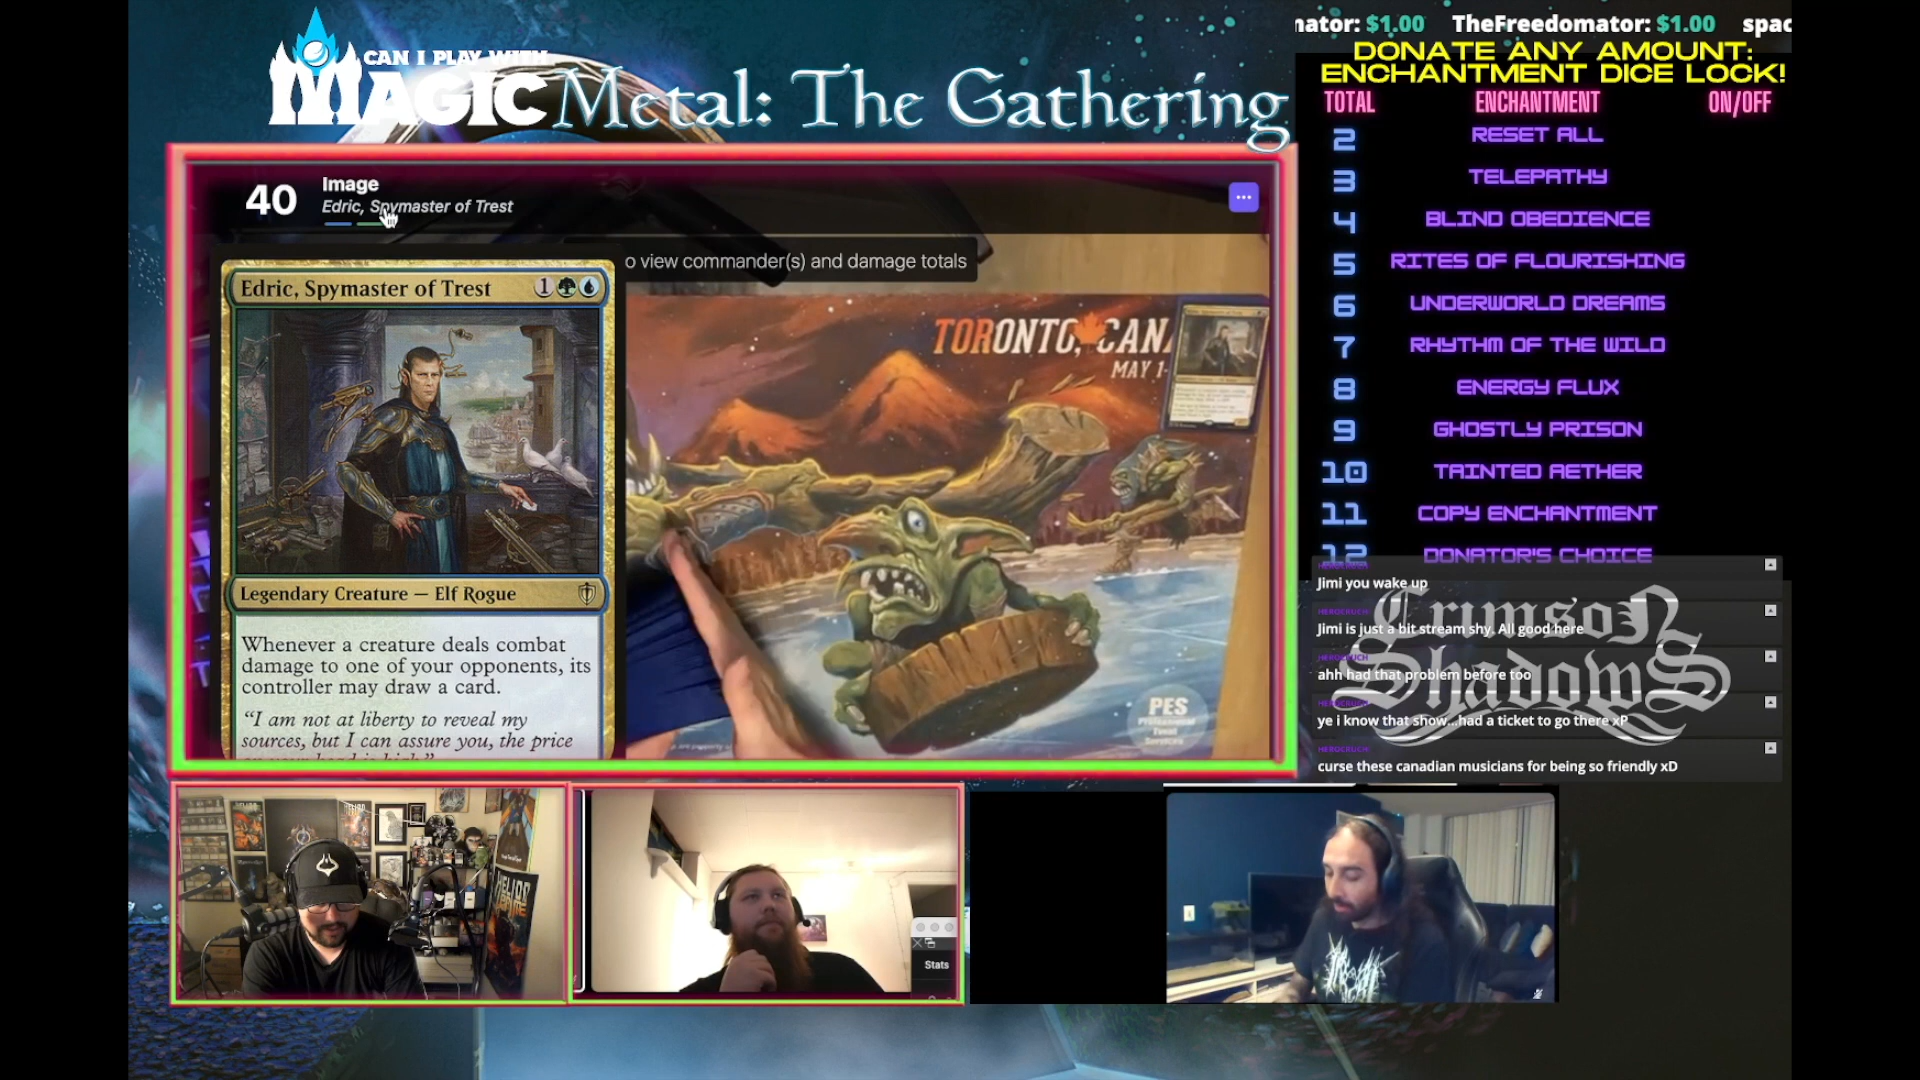 CAN I PLAY WITH
MAGIC
Metal: The Gathering
nator: $1.00 TheFreedomator: $1.00 spac
DONATE ANY AMOUNT:
ENCHANTMENT DICE LOCK!
TOTAL ENCHANTMENT ON/OFF
2 RESET ALL
3 TELEPATHY
4 BLIND OBEDIENCE
5 RITES OF FLOURISHING
6 UNDERWORLD DREAMS
7 RHYTHM OF THE WILD
8 ENERGY FLUX
9 GHOSTLY PRISON
10 TAINTED AETHER
11 COPY ENCHANTMENT
12 DONATOR'S CHOICE
40
Image
Edric, Spymaster of Trest
o view commander(s) and damage totals
Edric, Spymaster of Trest 1
Legendary Creature — Elf Rogue
Whenever a creature deals combat
damage to one of your opponents, its
controller may draw a card.
“I am not at liberty to reveal my
sources, but I can assure you, the price
TORONTO, CANA
MAY 1-
PES
Jimi you wake up
Jimi is just a bit stream shy. All good here
ahh had that problem before too
ye i know that show...had a ticket to go there xP
curse these canadian musicians for being so friendly xD
Crimson
Shadows
HELIOS
Stats